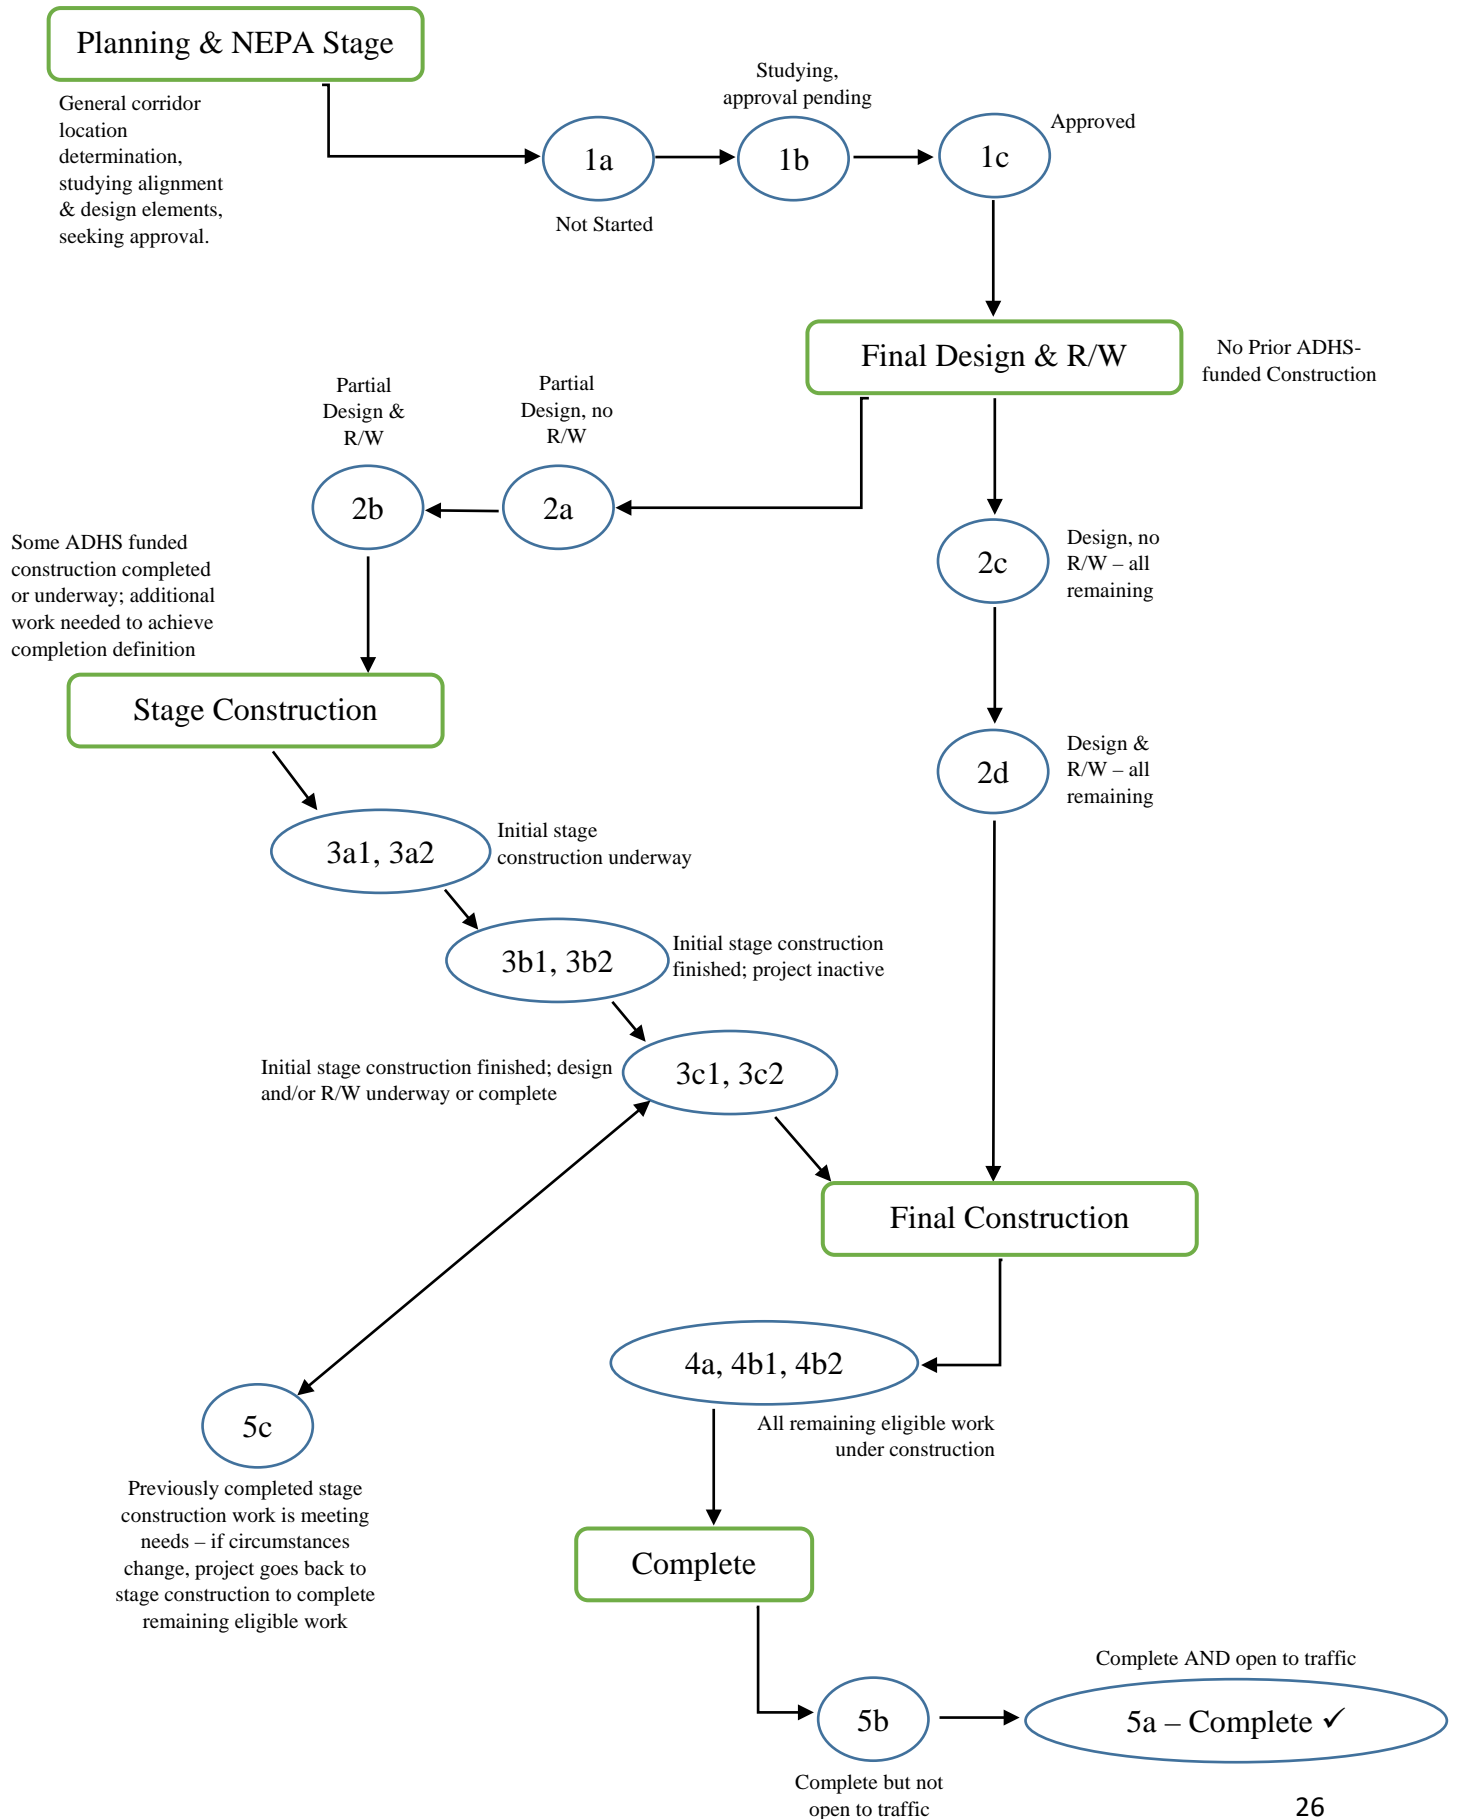 Planning & NEPA Stage
General corridor
location
determination,
studying alignment
& design elements,
seeking approval.
1a
Not Started
Studying,
approval pending
1b
1c
Approved
Final Design & R/W
No Prior ADHS-
funded Construction
Partial
Design, no
R/W
2a
Partial
Design &
R/W
2b
2c
Design, no
R/W – all
remaining
2d
Design &
R/W – all
remaining
Some ADHS funded
construction completed
or underway; additional
work needed to achieve
completion definition
Stage Construction
3a1, 3a2
Initial stage
construction underway
3b1, 3b2
Initial stage construction
finished; project inactive
Initial stage construction finished; design
and/or R/W underway or complete
3c1, 3c2
Final Construction
4a, 4b1, 4b2
All remaining eligible work
under construction
5c
Previously completed stage
construction work is meeting
needs – if circumstances
change, project goes back to
stage construction to complete
remaining eligible work
Complete
5b
Complete but not
open to traffic
Complete AND open to traffic
5a – Complete ✓
26